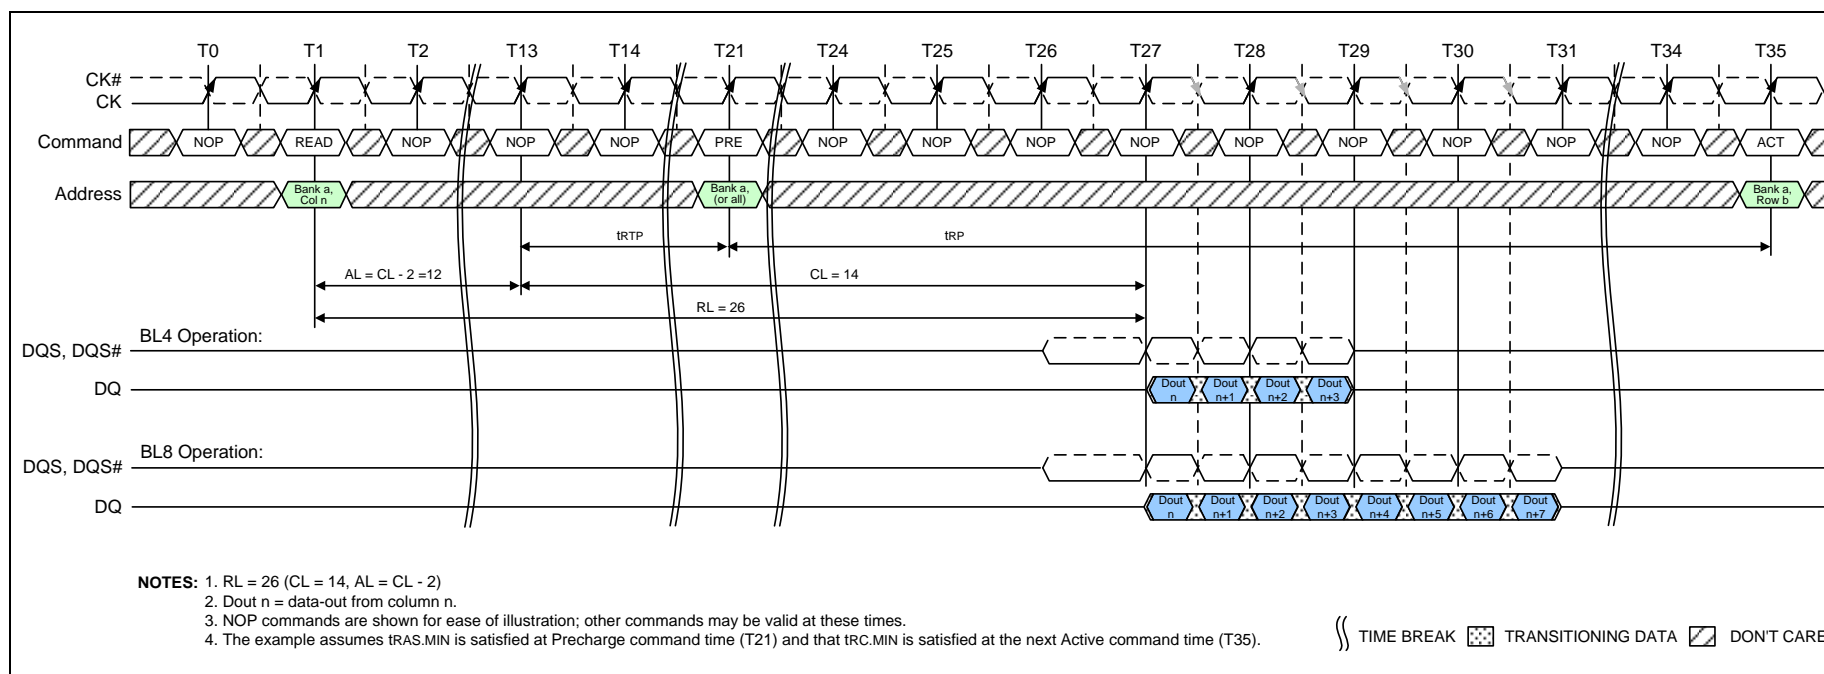 T0 T1 T2 T13 T14 T21 T24 T25 T26 T27 T28 T29 T30 T31 T34 T35
CK#
CK
Command NOP READ NOP NOP NOP PRE NOP NOP NOP NOP NOP NOP NOP NOP NOP ACT
Address Bank a, Col n Bank a, (or all) Bank a, Row b
tRTP tRP
AL = CL - 2 =12 CL = 14
RL = 26
BL4 Operation:
DQS, DQS#
DQ Dout n Dout n+1 Dout n+2 Dout n+3
BL8 Operation:
DQS, DQS#
DQ Dout n Dout n+1 Dout n+2 Dout n+3 Dout n+4 Dout n+5 Dout n+6 Dout n+7
NOTES: 1. RL = 26 (CL = 14, AL = CL - 2)
2. Dout n = data-out from column n.
3. NOP commands are shown for ease of illustration; other commands may be valid at these times.
4. The example assumes tRAS.MIN is satisfied at Precharge command time (T21) and that tRC.MIN is satisfied at the next Active command time (T35).
TIME BREAK TRANSITIONING DATA DON'T CARE